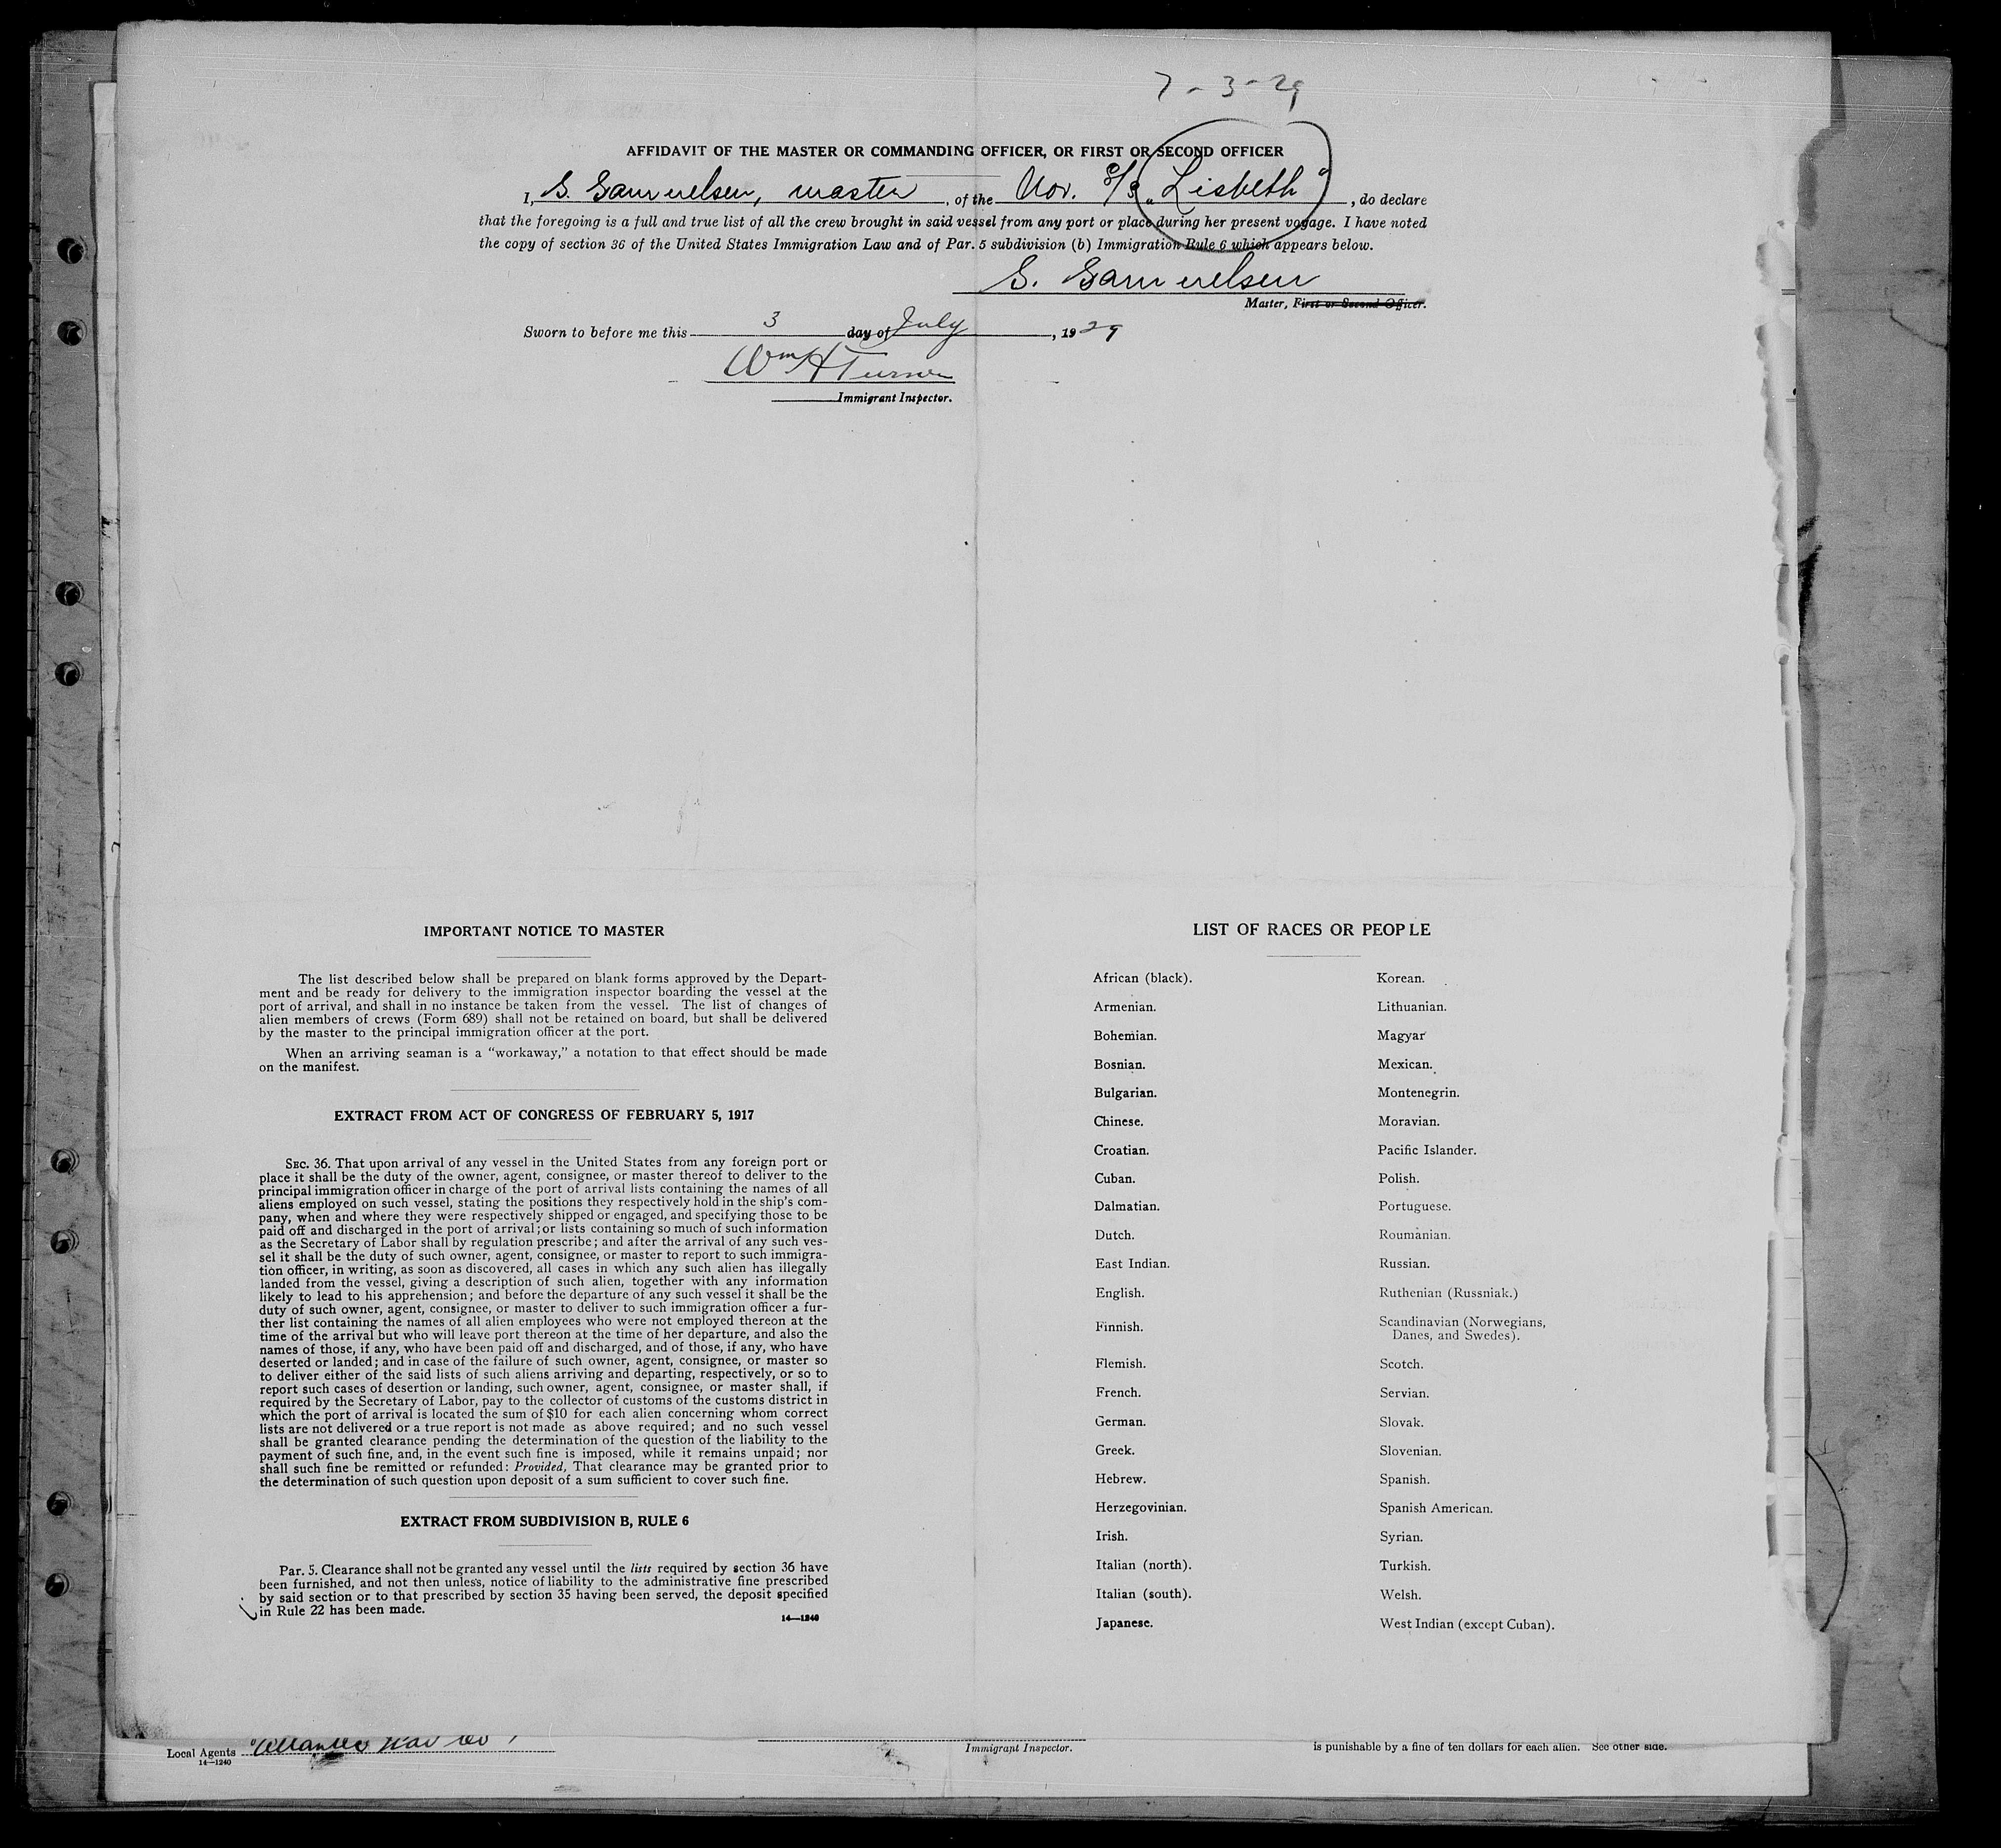 7-3-29
AFFIDAVIT OF THE MASTER OR COMMANDING OFFICER, OR FIRST OR SECOND OFFICER
I, S. Samuelsen, master, of the Nor. S/S "Lisbeth", do declare
that the foregoing is a full and true list of all the crew brought in said vessel from any port or place during her present voyage. I have noted
the copy of section 36 of the United States Immigration Law and of Par. 5 subdivision (b) Immigration Rule 6 which appears below.
S. Samuelsen
Master, First or Second Officer.
Sworn to before me this 3 day of July, 1929
Wm H Turner
Immigrant Inspector.
IMPORTANT NOTICE TO MASTER
The list described below shall be prepared on blank forms approved by the Depart-
ment and be ready for delivery to the immigration inspector boarding the vessel at the
port of arrival, and shall in no instance be taken from the vessel. The list of changes of
alien members of crews (Form 689) shall not be retained on board, but shall be delivered
by the master to the principal immigration officer at the port.
When an arriving seaman is a "workaway," a notation to that effect should be made
on the manifest.
EXTRACT FROM ACT OF CONGRESS OF FEBRUARY 5, 1917
SEC. 36. That upon arrival of any vessel in the United States from any foreign port or
place it shall be the duty of the owner, agent, consignee, or master thereof to deliver to the
principal immigration officer in charge of the port of arrival lists containing the names of all
aliens employed on such vessel, stating the positions they respectively hold in the ship's com-
pany, when and where they were respectively shipped or engaged, and specifying those to be
paid off and discharged in the port of arrival; or lists containing so much of such information
as the Secretary of Labor shall by regulation prescribe; and after the arrival of any such ves-
sel it shall be the duty of such owner, agent, consignee, or master to report to such immigra-
tion officer, in writing, as soon as discovered, all cases in which any such alien has illegally
landed from the vessel, giving a description of such alien, together with any information
likely to lead to his apprehension; and before the departure of any such vessel it shall be the
duty of such owner, agent, consignee, or master to deliver to such immigration officer a fur-
ther list containing the names of all alien employees who were not employed thereon at the
time of the arrival but who will leave port thereon at the time of her departure, and also the
names of those, if any, who have been paid off and discharged, and of those, if any, who have
deserted or landed; and in case of the failure of such owner, agent, consignee, or master so
to deliver either of the said lists of such aliens arriving and departing, respectively, or so to
report such cases of desertion or landing, such owner, agent, consignee, or master shall, if
required by the Secretary of Labor, pay to the collector of customs of the customs district in
which the port of arrival is located the sum of $10 for each alien concerning whom correct
lists are not delivered or a true report is not made as above required; and no such vessel
shall be granted clearance pending the determination of the question of the liability to the
payment of such fine, and, in the event such fine is imposed, while it remains unpaid; nor
shall such fine be remitted or refunded: Provided, That clearance may be granted prior to
the determination of such question upon deposit of a sum sufficient to cover such fine.
EXTRACT FROM SUBDIVISION B, RULE 6
Par. 5. Clearance shall not be granted any vessel until the lists required by section 36 have
been furnished, and not then unless, notice of liability to the administrative fine prescribed
by said section or to that prescribed by section 35 having been served, the deposit specified
in Rule 22 has been made.
14—1240
LIST OF RACES OR PEOPLE
African (black).
Armenian.
Bohemian.
Bosnian.
Bulgarian.
Chinese.
Croatian.
Cuban.
Dalmatian.
Dutch.
East Indian.
English.
Finnish.
Flemish.
French.
German.
Greek.
Hebrew.
Herzegovinian.
Irish.
Italian (north).
Italian (south).
Japanese.
Korean.
Lithuanian.
Magyar
Mexican.
Montenegrin.
Moravian.
Pacific Islander.
Polish.
Portuguese.
Roumanian.
Russian.
Ruthenian (Russniak.)
Scandinavian (Norwegians,
Danes, and Swedes).
Scotch.
Servian.
Slovak.
Slovenian.
Spanish.
Spanish American.
Syrian.
Turkish.
Welsh.
West Indian (except Cuban).
Local Agents
14—1240
Immigrant Inspector.
is punishable by a fine of ten dollars for each alien. See other side.